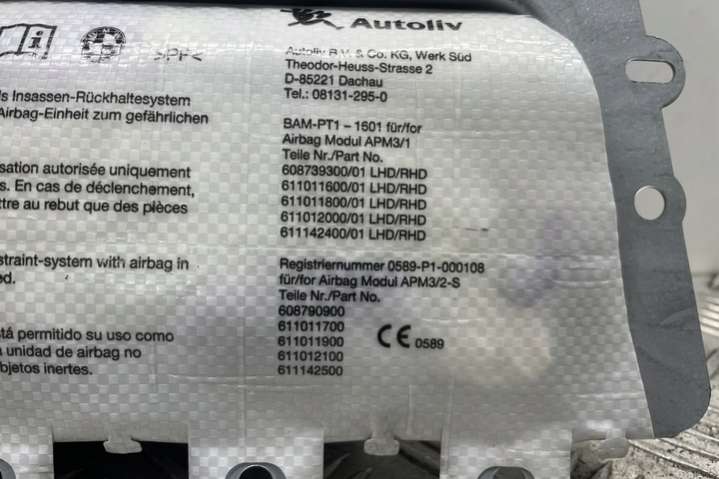 Autoliv
>PP<
Autoliv B.V. & Co. KG, Werk Süd
Theodor-Heuss-Strasse 2
D-85221 Dachau
Tel.: 08131-295-0
ls Insassen-Rückhaltesystem
Airbag-Einheit zum gefährlichen
sation autorisée uniquement
s. En cas de déclenchement,
ttre au rebut que des pièces
straint-system with airbag in
ed.
stá permitido su uso como
a unidad de airbag no
bjetos inertes.
BAM-PT1 – 1601 für/for
Airbag Modul APM3/1
Teile Nr./Part No.
608739300/01 LHD/RHD
611011600/01 LHD/RHD
611011800/01 LHD/RHD
611012000/01 LHD/RHD
611142400/01 LHD/RHD
Registriernummer 0589-P1-000108
für/for Airbag Modul APM3/2-S
Teile Nr./Part No.
608790900
611011700
611011900
611012100
611142500
CE 0589